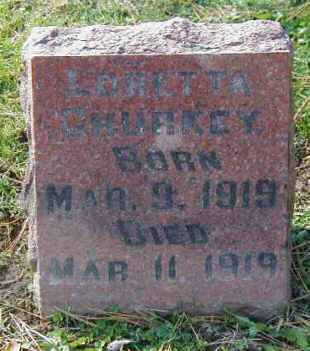 LORETTA
CHURKEY
BORN
MAR. 9. 1919
DIED
MAR 11 1919